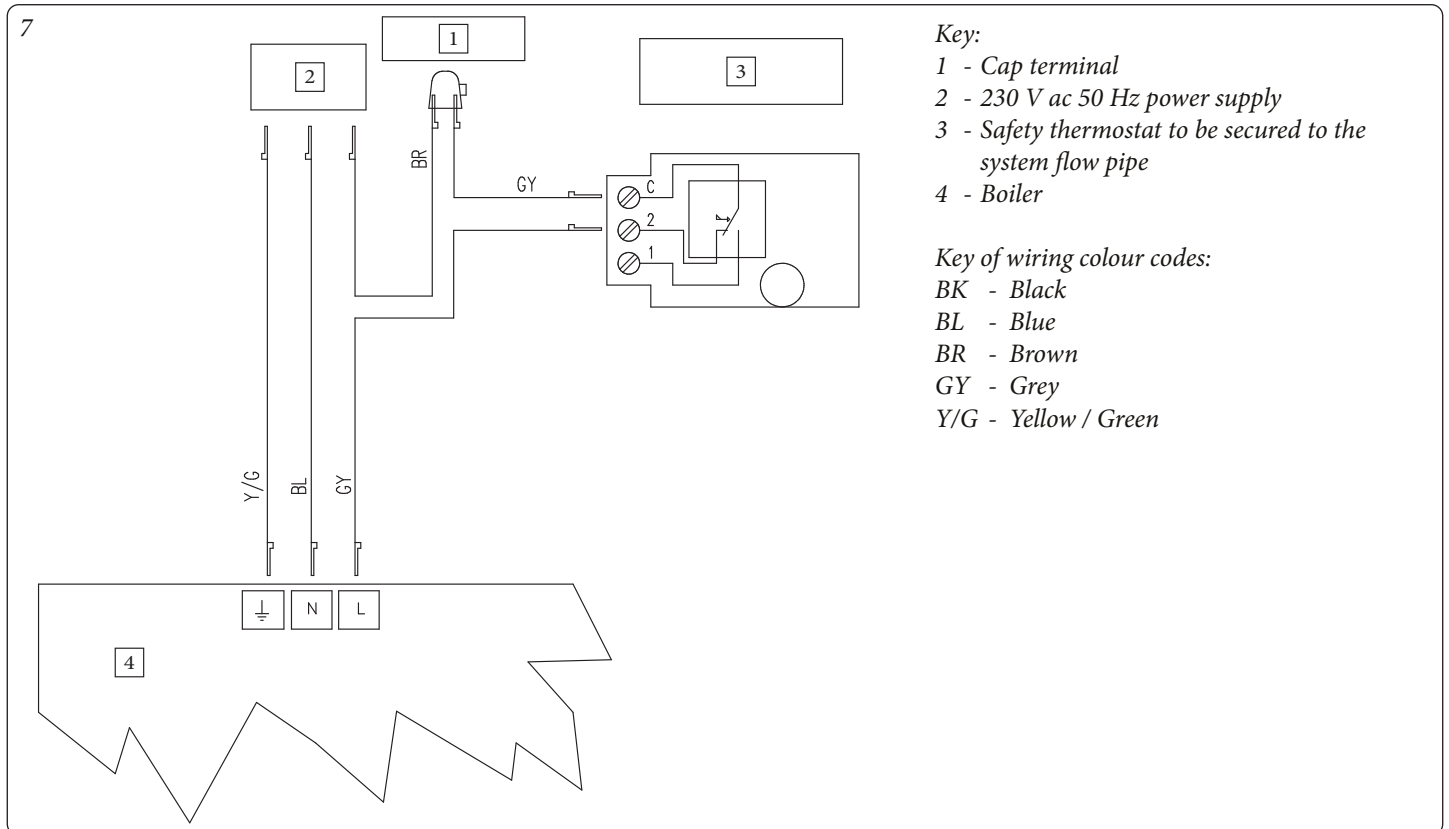 7
1
2
3
BR
GY
C
2
1
Y/G
BL
GY
N
L
4
Key:
1 - Cap terminal
2 - 230 V ac 50 Hz power supply
3 - Safety thermostat to be secured to the
system flow pipe
4 - Boiler
Key of wiring colour codes:
BK - Black
BL - Blue
BR - Brown
GY - Grey
Y/G - Yellow / Green